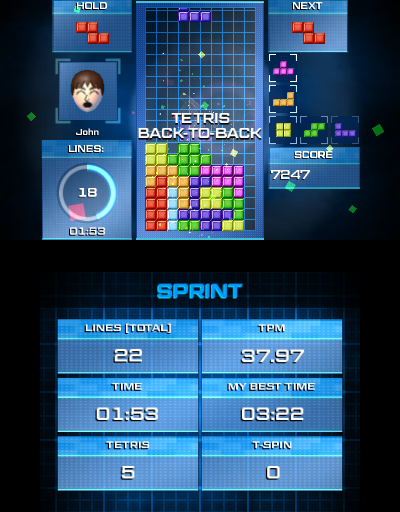 HOLD
NEXT
John
TETRIS
BACK-TO-BACK
LINES:
18
01:53
SCORE
7247
SPRINT
LINES [TOTAL]
TPM
22
37.97
TIME
MY BEST TIME
01:53
03:22
TETRIS
T-SPIN
5
0